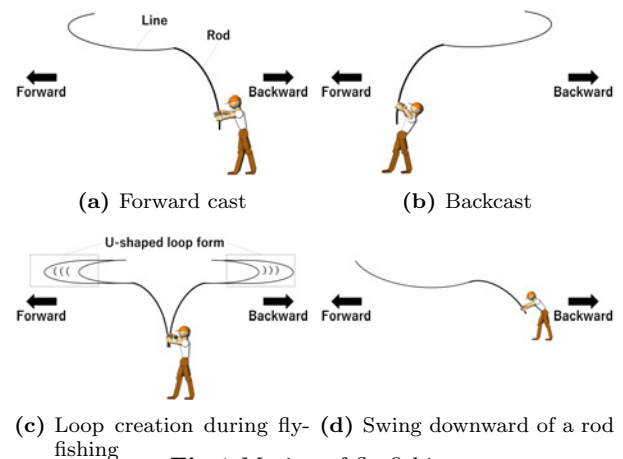 Line
Rod
Forward
Backward
Forward
Backward
(a) Forward cast
(b) Backcast
U-shaped loop form
Forward
Backward
Forward
Backward
(c) Loop creation during fly-
fishing
(d) Swing downward of a rod